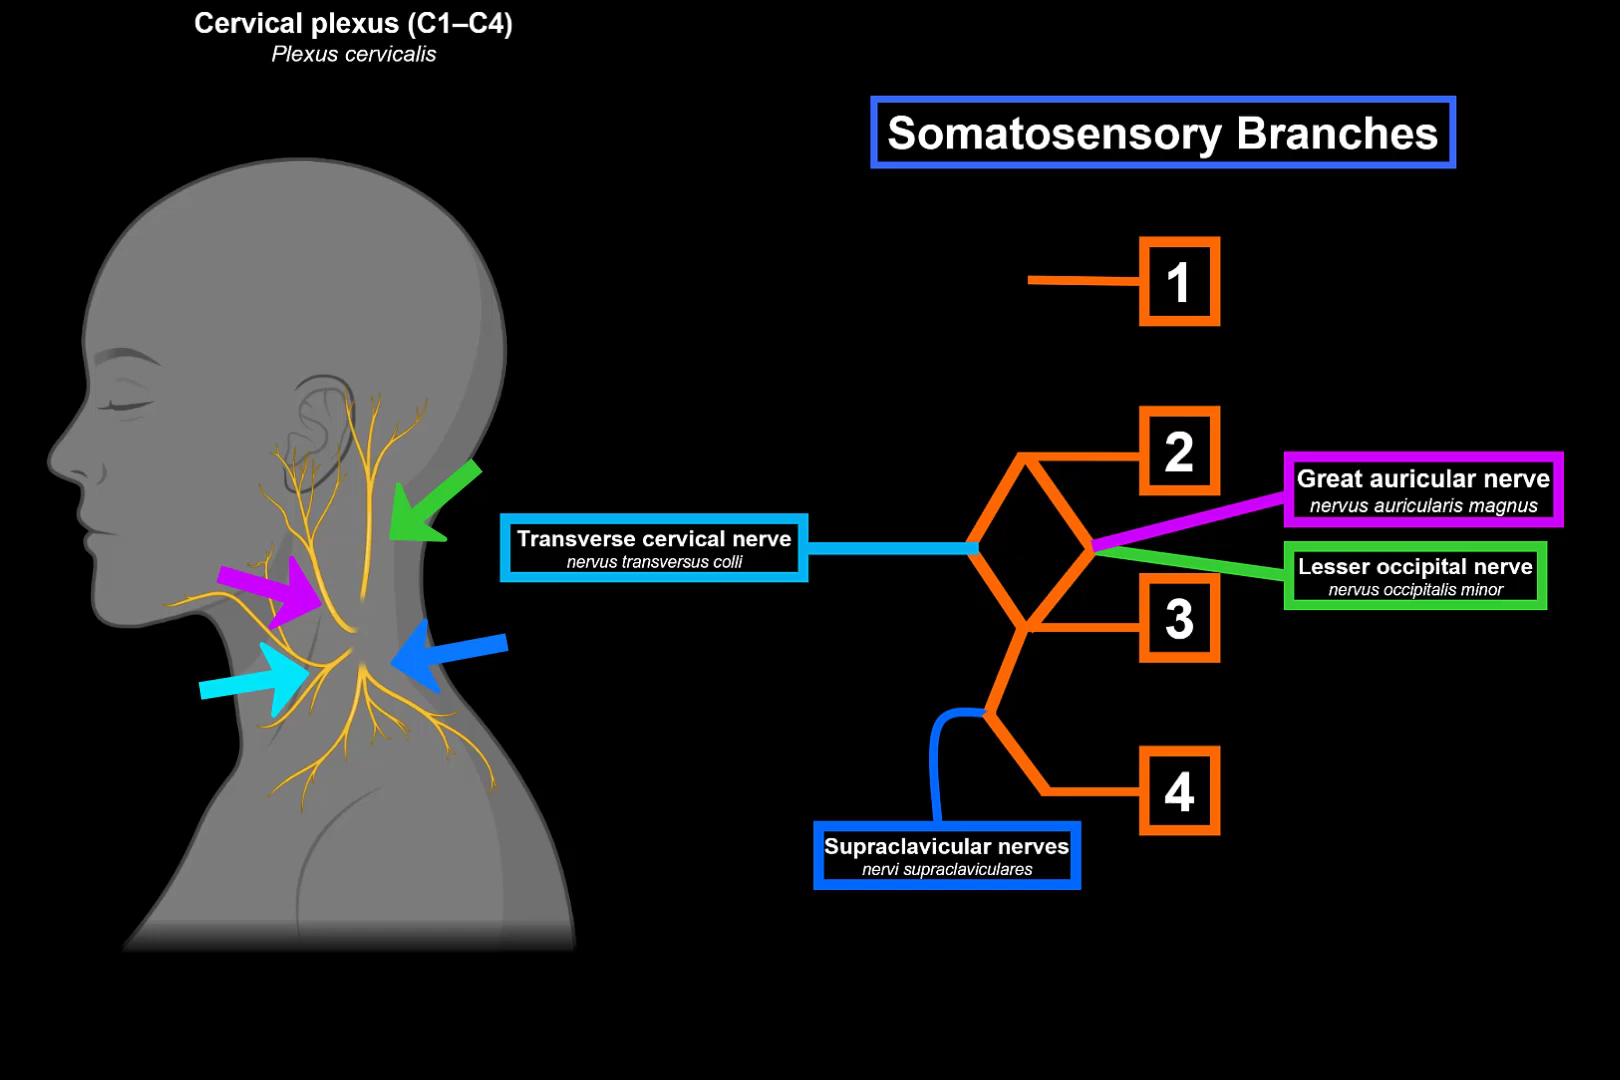 Cervical plexus (C1–C4)
Plexus cervicalis
Somatosensory Branches
1
2
Great auricular nerve
nervus auricularis magnus
Transverse cervical nerve
nervus transversus colli
Lesser occipital nerve
nervus occipitalis minor
3
4
Supraclavicular nerves
nervi supraclaviculares